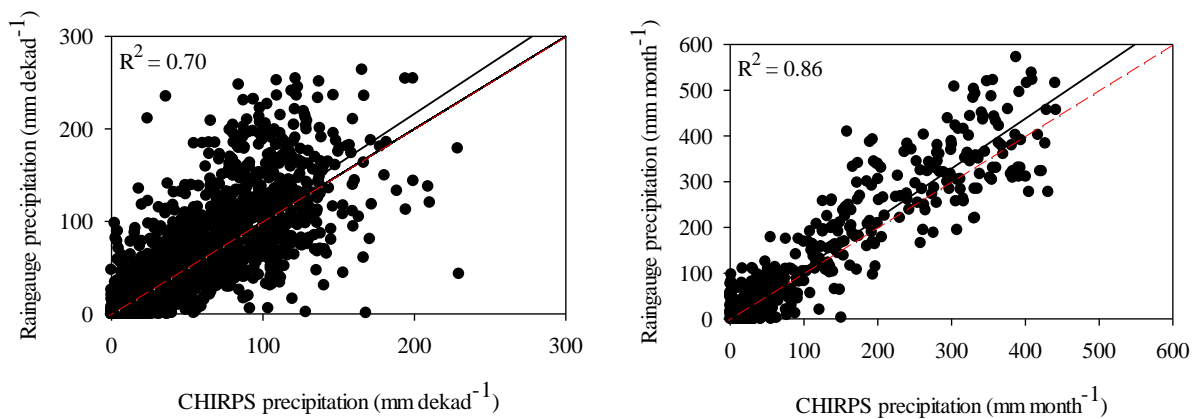 Raingauge precipitation (mm dekad⁻¹)
300
200
100
0
R² = 0.70
0 100 200 300
CHIRPS precipitation (mm dekad⁻¹)
Raingauge precipitation (mm month⁻¹)
600
500
400
300
200
100
0
R² = 0.86
0 100 200 300 400 500 600
CHIRPS precipitation (mm month⁻¹)